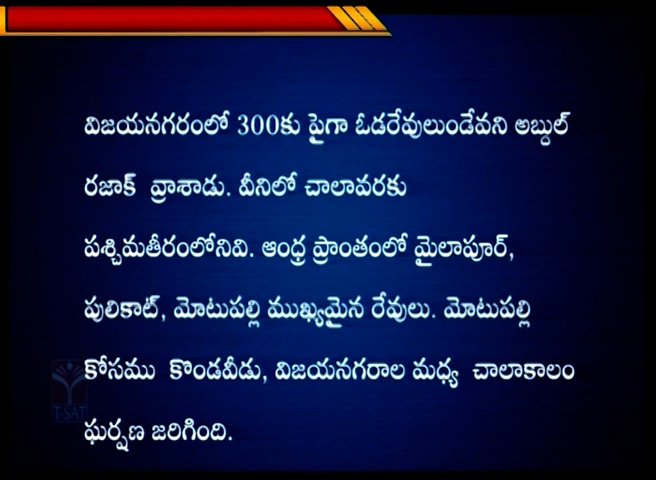 విజయనగరంలో 300కు పైగా ఓడరేవులుండేవని అబ్దుల్
రజాక్ వ్రాశాడు. వీనిలో చాలావరకు
పశ్చిమతీరంలోనివి. ఆంధ్ర ప్రాంతంలో మైలాపూర్,
పులికాట్, మోటుపల్లి ముఖ్యమైన రేవులు. మోటుపల్లి
కోసము కొండవీడు, విజయనగరాల మధ్య చాలాకాలం
ఘర్షణ జరిగింది.
T-SAT